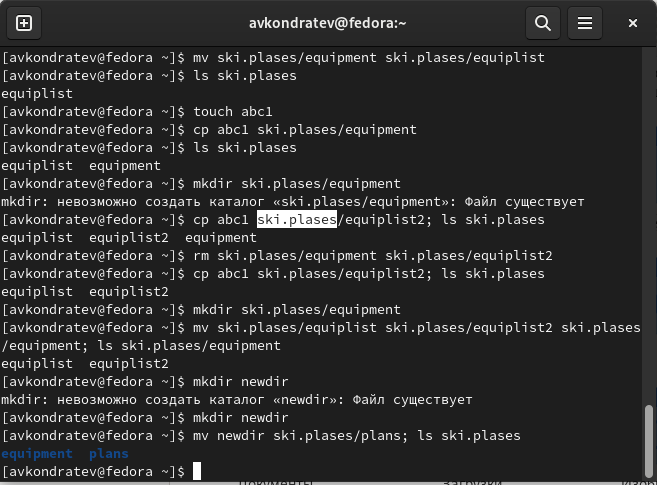 avkondratev@fedora:~
[avkondratev@fedora ~]$ mv ski.plases/equipment ski.plases/equiplist
[avkondratev@fedora ~]$ ls ski.plases
equiplist
[avkondratev@fedora ~]$ touch abc1
[avkondratev@fedora ~]$ cp abc1 ski.plases/equipment
[avkondratev@fedora ~]$ ls ski.plases
equiplist  equipment
[avkondratev@fedora ~]$ mkdir ski.plases/equipment
mkdir: невозможно создать каталог «ski.plases/equipment»: Файл существует
[avkondratev@fedora ~]$ cp abc1 ski.plases/equiplist2; ls ski.plases
equiplist  equiplist2  equipment
[avkondratev@fedora ~]$ rm ski.plases/equipment ski.plases/equiplist2
[avkondratev@fedora ~]$ cp abc1 ski.plases/equiplist2; ls ski.plases
equiplist  equiplist2
[avkondratev@fedora ~]$ mkdir ski.plases/equipment
[avkondratev@fedora ~]$ mv ski.plases/equiplist ski.plases/equiplist2 ski.plases
/equipment; ls ski.plases/equipment
equiplist  equiplist2
[avkondratev@fedora ~]$ mkdir newdir
mkdir: невозможно создать каталог «newdir»: Файл существует
[avkondratev@fedora ~]$ mkdir newdir
[avkondratev@fedora ~]$ mv newdir ski.plases/plans; ls ski.plases
equipment  plans
[avkondratev@fedora ~]$